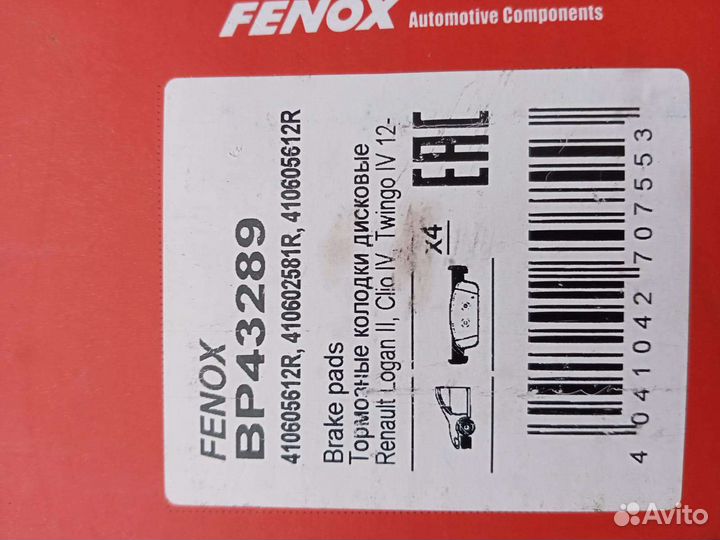 FENOX Automotive Components
FENOX
BP43289
410605612R, 410602581R, 410605612R
Brake pads
Тормозные колодки дисковые
Renault Logan II, Clio IV, Twingo IV 12-
x4
EAC
4 041042 707553
Avito